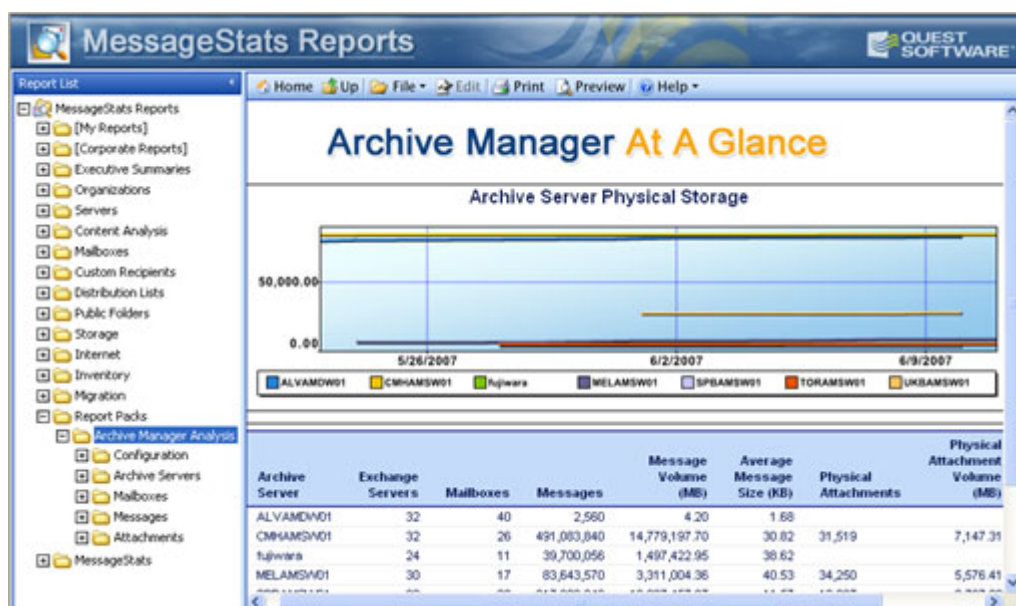 MessageStats Reports
QUEST
SOFTWARE
Report List
Home Up File Edit Print Preview Help
MessageStats Reports
[My Reports]
[Corporate Reports]
Executive Summaries
Organizations
Servers
Content Analysis
Mailboxes
Custom Recipients
Distribution Lists
Public Folders
Storage
Internet
Inventory
Migration
Report Packs
Archive Manager Analysis
Configuration
Archive Servers
Mailboxes
Messages
Attachments
MessageStats
Archive Manager At A Glance
Archive Server Physical Storage
50,000.00
0.00
5/26/2007 6/2/2007 6/9/2007
ALVAMDW01 CMHAMSW01 fujiwara MELAMSW01 SPBAMSW01 TORAMSW01 UKBAMSW01
Archive Server Exchange Servers Mailboxes Messages Message Volume (MB) Average Message Size (KB) Physical Attachments Physical Attachment Volume (MB)
ALVAMDW01 32 40 2,560 4.20 1.68
CMHAMSW01 32 26 491,083,840 14,779,197.70 30.82 31,519 7,147.31
fujiwara 24 11 39,700,056 1,497,422.95 38.62
MELAMSW01 30 17 83,643,570 3,311,004.36 40.53 34,250 5,576.41